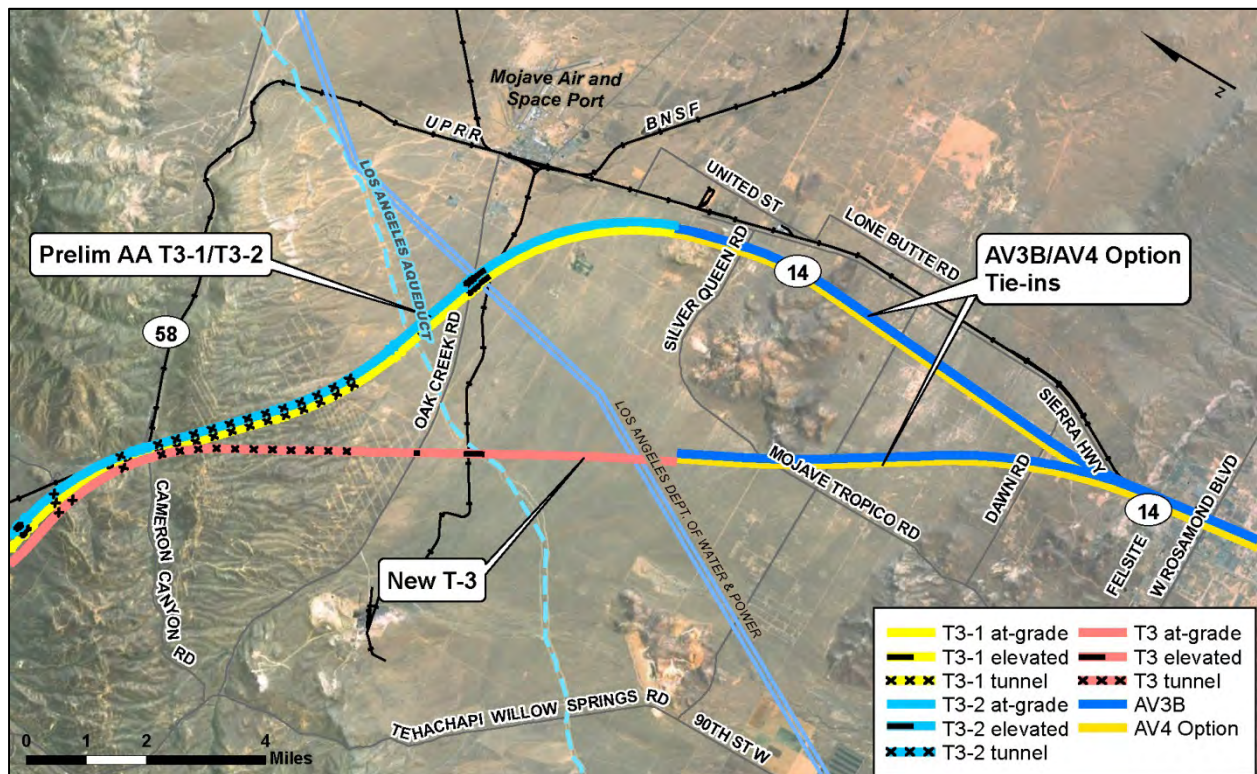 Mojave Air and
Space Port
z
UPRR
BNSF
LOS ANGELES AQUEDUCT
UNITED ST
LONE BUTTE RD
Prelim AA T3-1/T3-2
AV3B/AV4 Option
Tie-ins
SILVER QUEEN RD
14
58
OAK CREEK RD
SIERRA HWY
LOS ANGELES DEPT. OF WATER & POWER
MOJAVE TROPICO RD
DAWN RD
14
CAMERON CANYON RD
New T-3
FELSITE
W ROSAMOND BLVD
TEHACHAPI WILLOW SPRINGS RD
90TH ST W
T3-1 at-grade
T3-1 elevated
T3-1 tunnel
T3-2 at-grade
T3-2 elevated
T3-2 tunnel
T3 at-grade
T3 elevated
T3 tunnel
AV3B
AV4 Option
0 1 2 4
Miles